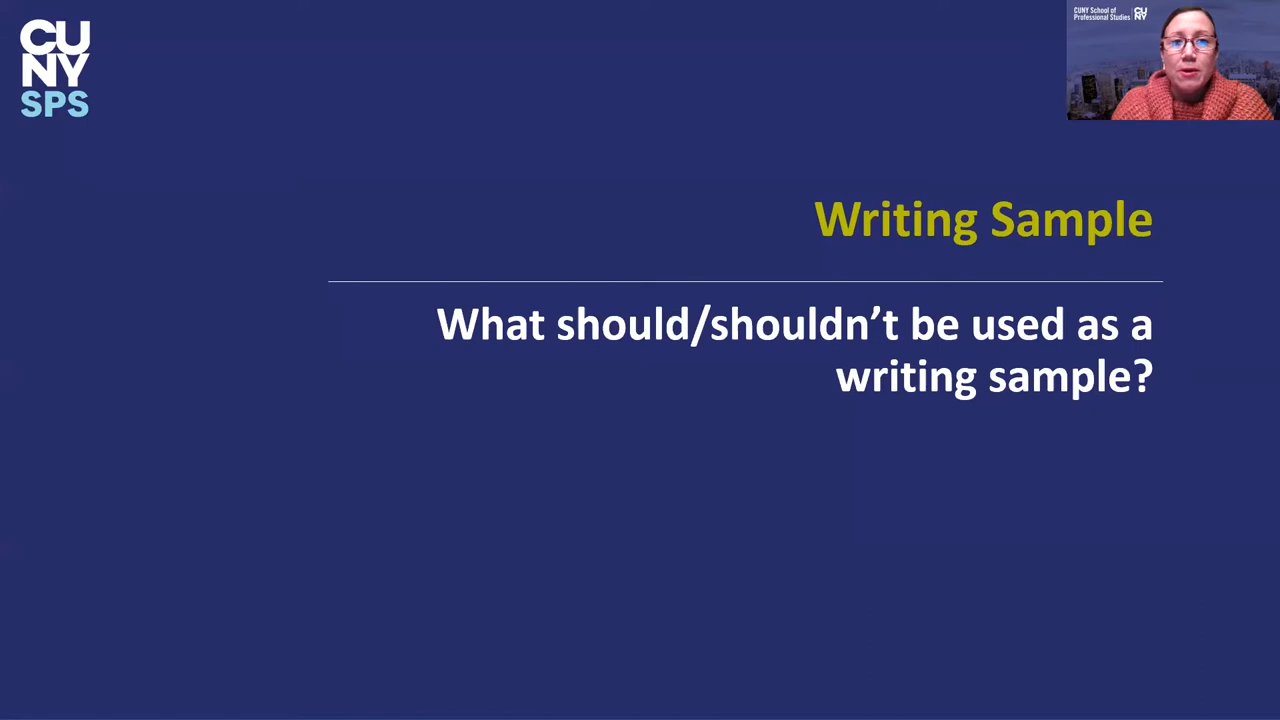 CU
NY
SPS
CUNY School of
Professional Studies
CU
NY
Writing Sample
What should/shouldn’t be used as a
writing sample?